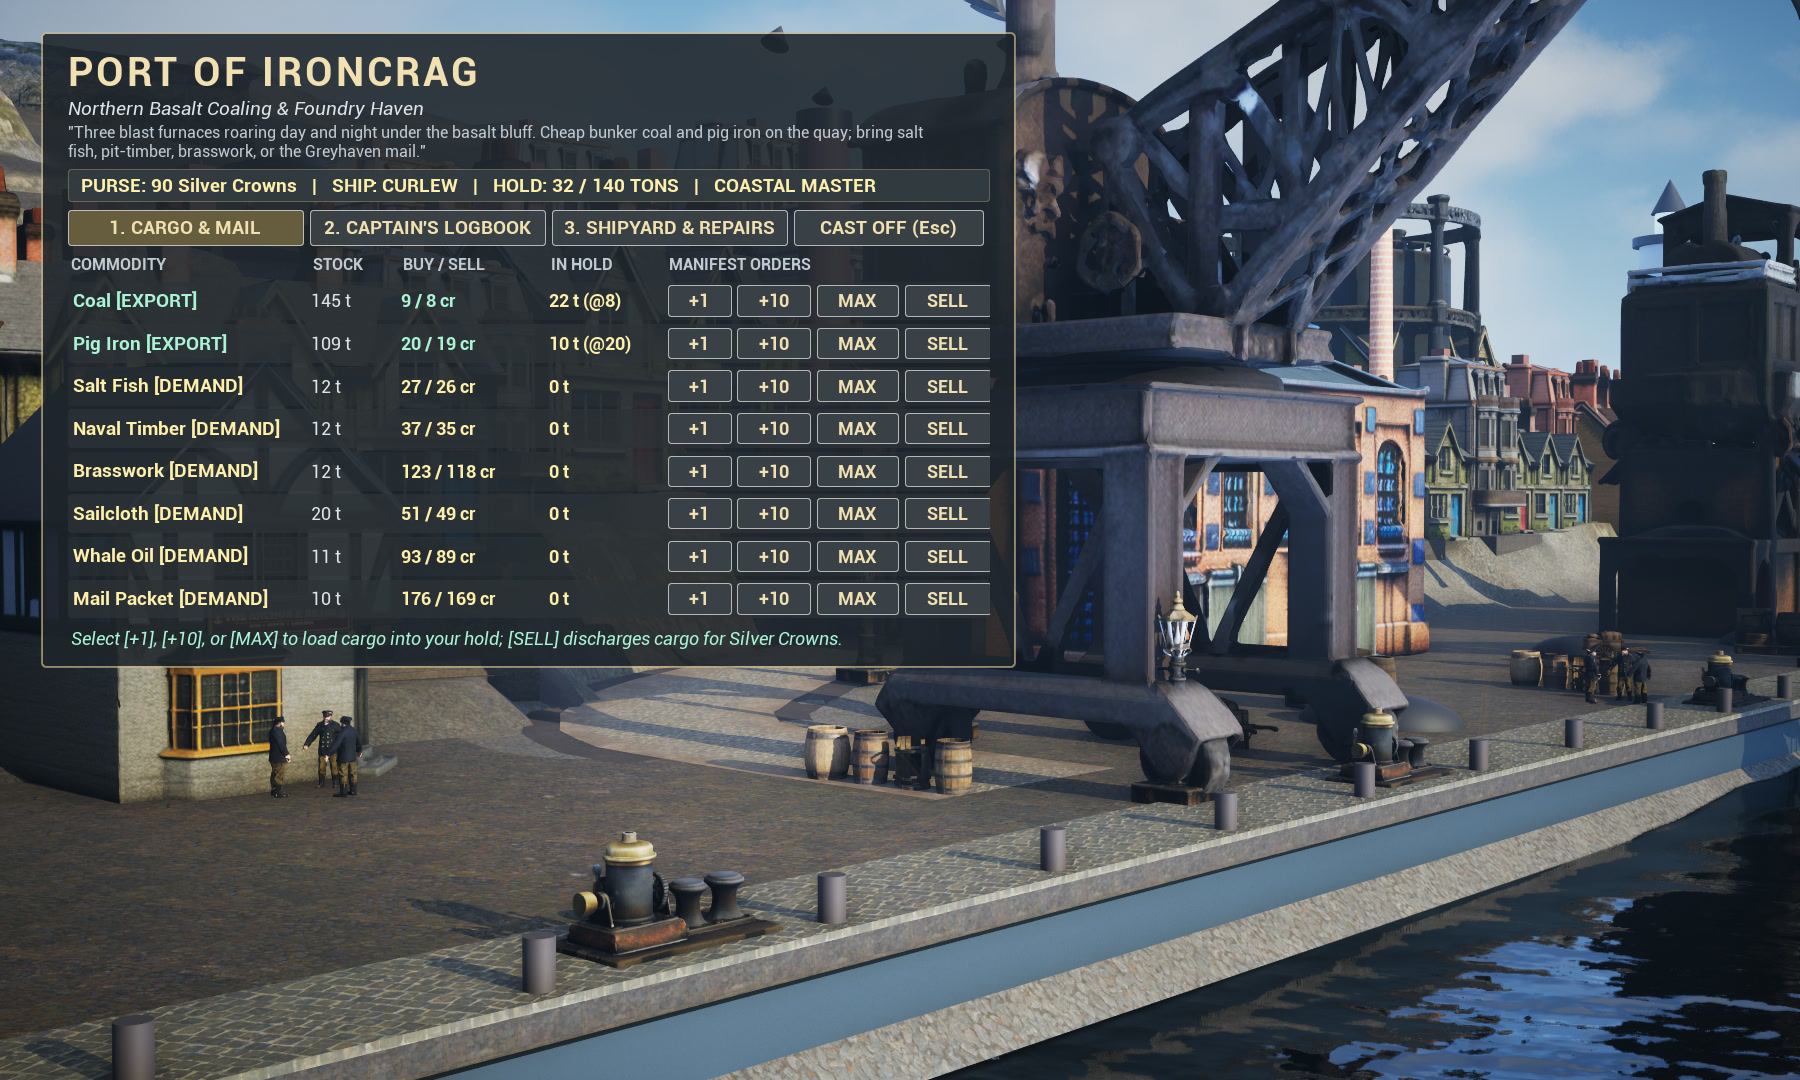 PORT OF IRONCRAG
Northern Basalt Coaling & Foundry Haven
"Three blast furnaces roaring day and night under the basalt bluff. Cheap bunker coal and pig iron on the quay; bring salt
fish, pit-timber, brasswork, or the Greyhaven mail."
PURSE: 90 Silver Crowns | SHIP: CURLEW | HOLD: 32 / 140 TONS | COASTAL MASTER
1. CARGO & MAIL 2. CAPTAIN'S LOGBOOK 3. SHIPYARD & REPAIRS CAST OFF (Esc)
COMMODITY STOCK BUY / SELL IN HOLD MANIFEST ORDERS
Coal [EXPORT] 145 t 9 / 8 cr 22 t (@8) +1 +10 MAX SELL
Pig Iron [EXPORT] 109 t 20 / 19 cr 10 t (@20) +1 +10 MAX SELL
Salt Fish [DEMAND] 12 t 27 / 26 cr 0 t +1 +10 MAX SELL
Naval Timber [DEMAND] 12 t 37 / 35 cr 0 t +1 +10 MAX SELL
Brasswork [DEMAND] 12 t 123 / 118 cr 0 t +1 +10 MAX SELL
Sailcloth [DEMAND] 20 t 51 / 49 cr 0 t +1 +10 MAX SELL
Whale Oil [DEMAND] 11 t 93 / 89 cr 0 t +1 +10 MAX SELL
Mail Packet [DEMAND] 10 t 176 / 169 cr 0 t +1 +10 MAX SELL
Select [+1], [+10], or [MAX] to load cargo into your hold; [SELL] discharges cargo for Silver Crowns.